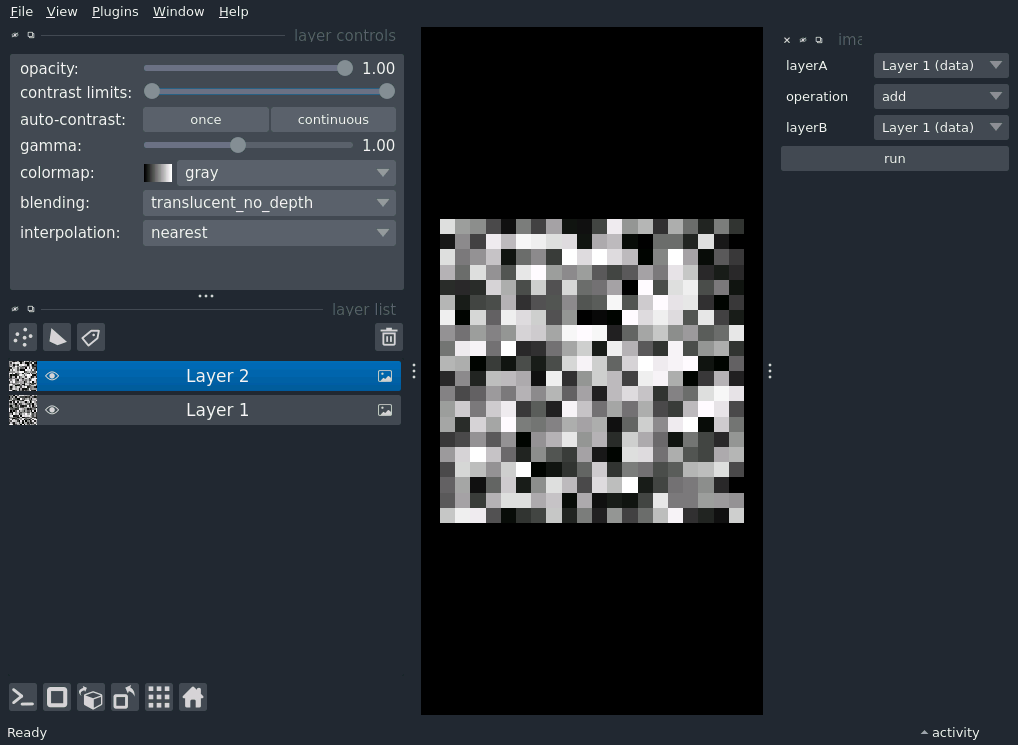 File View Plugins Window Help
layer controls
opacity: 1.00
contrast limits:
auto-contrast: once continuous
gamma: 1.00
colormap: gray
blending: translucent_no_depth
interpolation: nearest
layer list
Layer 2
Layer 1
ima
layerA Layer 1 (data)
operation add
layerB Layer 1 (data)
run
Ready
activity